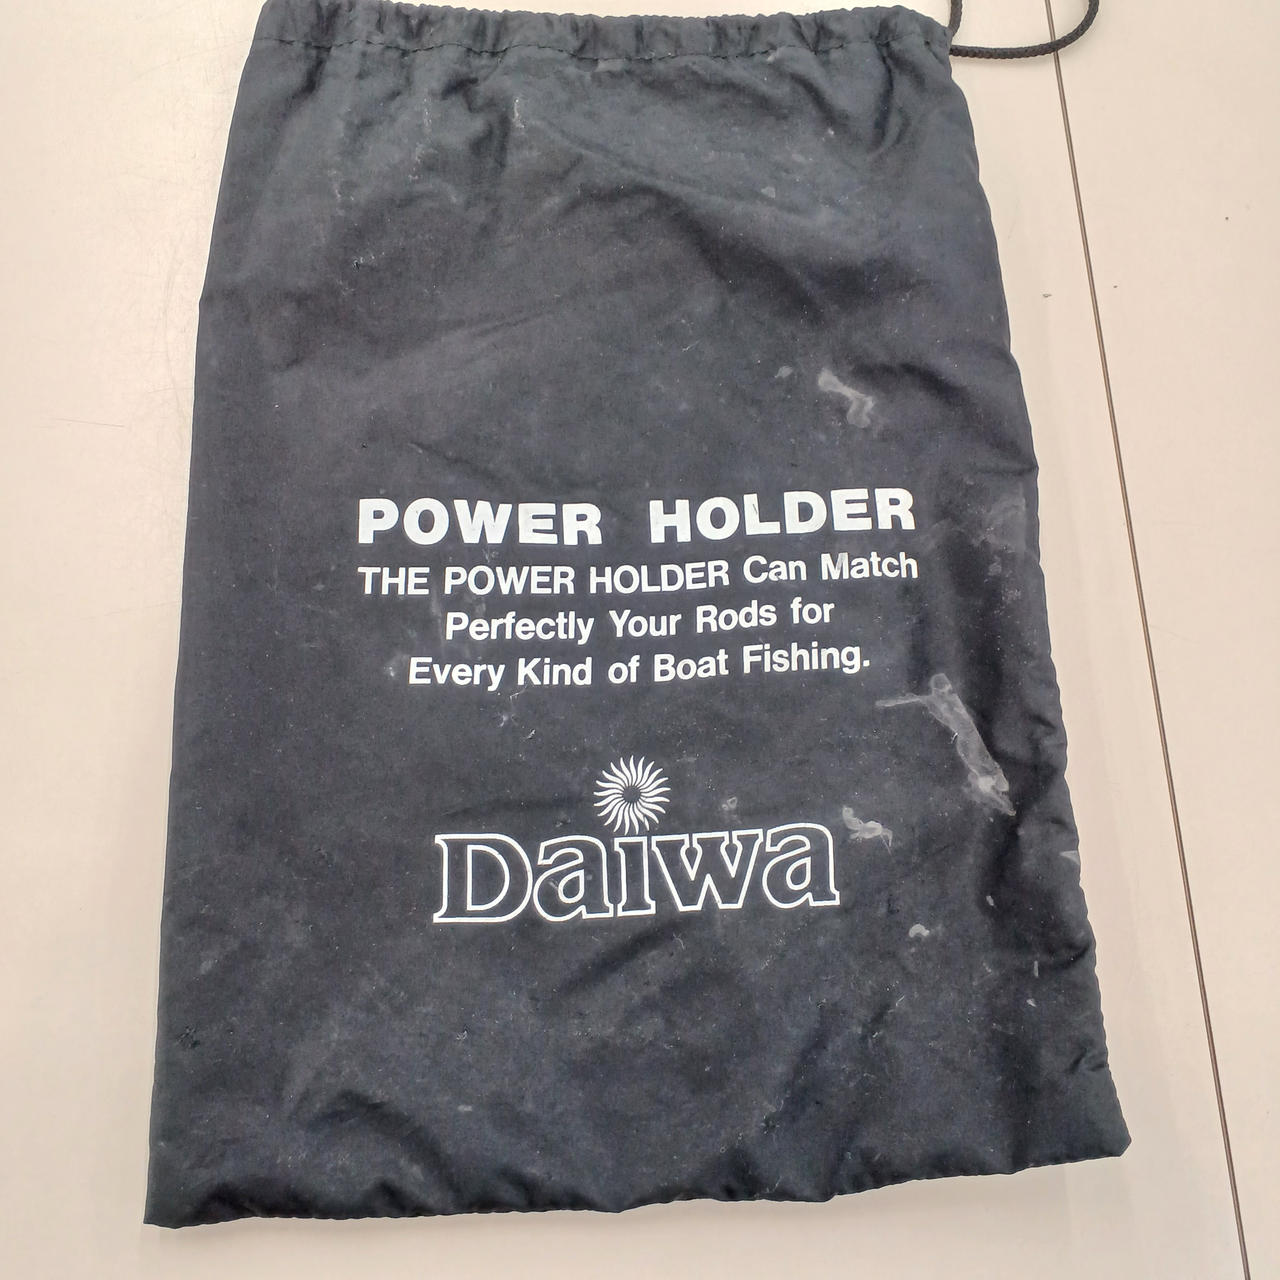 POWER HOLDER
THE POWER HOLDER Can Match
Perfectly Your Rods for
Every Kind of Boat Fishing.
Daiwa